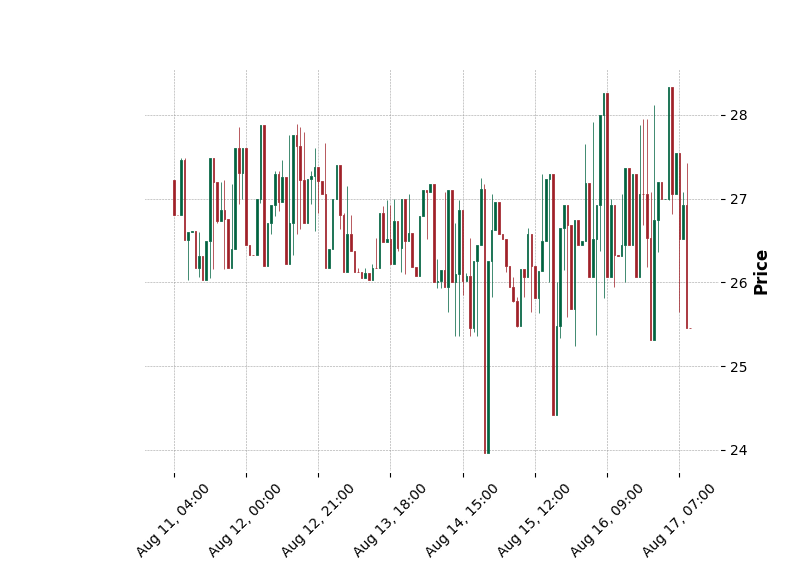 28
27
26
25
24
Price
Aug 11, 04:00
Aug 12, 00:00
Aug 12, 21:00
Aug 13, 18:00
Aug 14, 15:00
Aug 15, 12:00
Aug 16, 09:00
Aug 17, 07:00